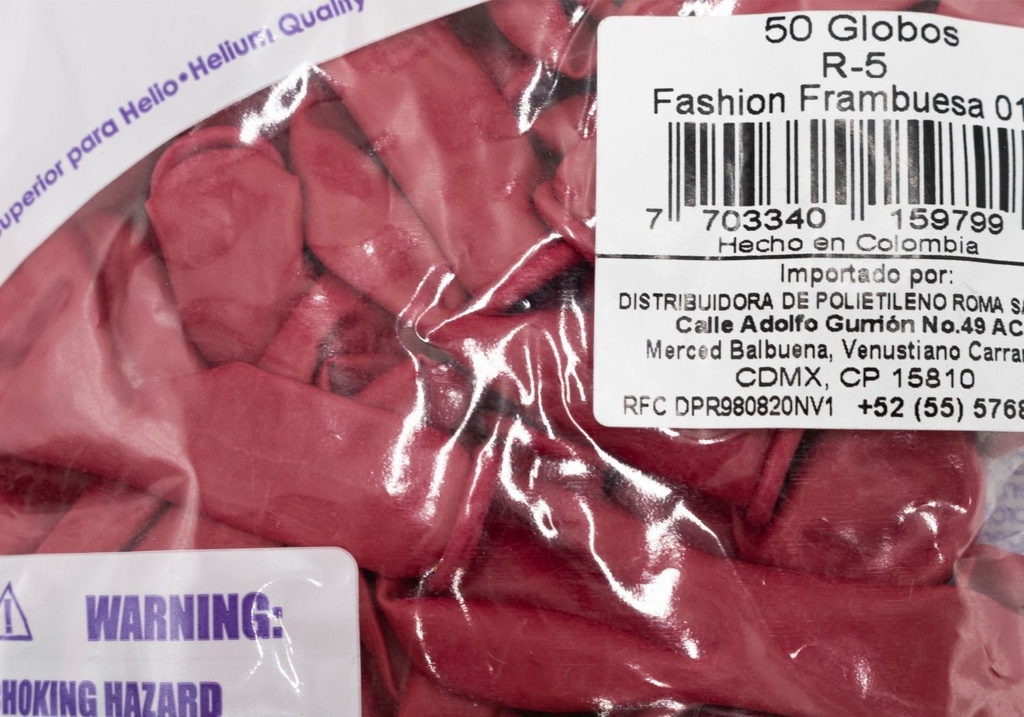 Superior para Helio•Helium Quality
50 Globos
R-5
Fashion Frambuesa 01
7 703340 159799
Hecho en Colombia
Importado por:
DISTRIBUIDORA DE POLIETILENO ROMA SA
Calle Adolfo Gurrión No.49 AC
Merced Balbuena, Venustiano Carran
CDMX, CP 15810
RFC DPR980820NV1 +52 (55) 5768
WARNING:
HOKING HAZARD